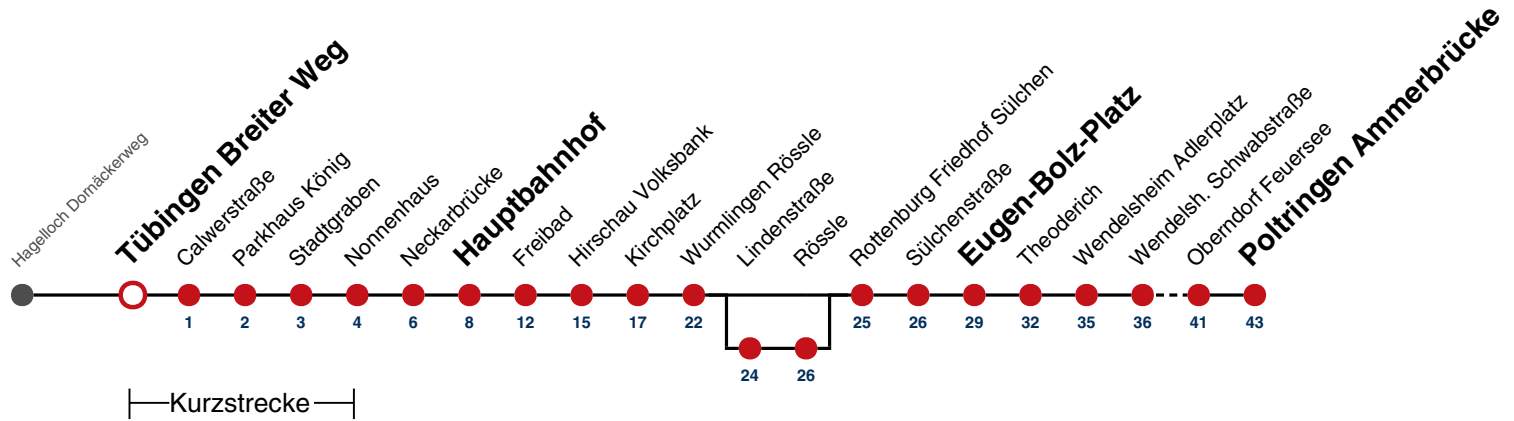 Hagelloch Dornäckerweg
Tübingen Breiter Weg
Calwerstraße
Parkhaus König
Stadtgraben
Nonnenhaus
Neckarbrücke
Hauptbahnhof
Freibad
Hirschau Volksbank
Kirchplatz
Wurmlingen Rössle
Lindenstraße
Rössle
Rottenburg Friedhof Sülchen
Sülchenstraße
Eugen-Bolz-Platz
Theoderich
Wendelsheim Adlerplatz
Wendelsh. Schwabstraße
Oberndorf Feuersee
Poltringen Ammerbrücke
1 2 3 4 6 8 12 15 17 22 25 26 29 32 35 36 41 43
24 26
Kurzstrecke